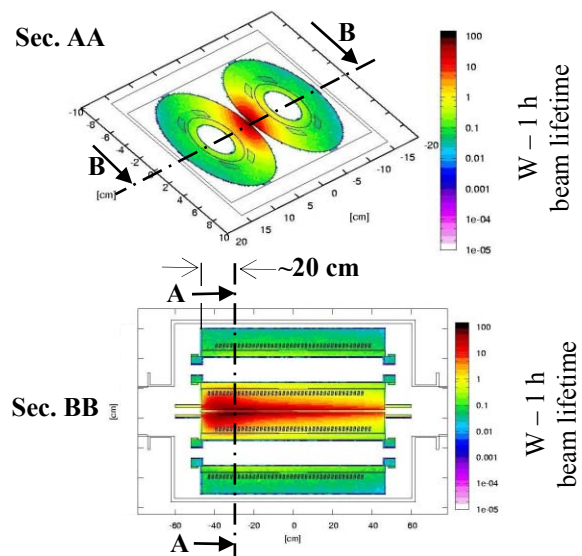 Sec. AA
B
B
-10
-8
-6
-4
-2
0
2
4
6
8
10
[cm]
20
15
10
5
0
-5
-10
-15
-20
[cm]
100
10
1
0.1
0.01
0.001
1e-04
1e-05
W – 1 h
beam lifetime
~20 cm
A
Sec. BB
[cm]
A
-60
-40
-20
0
20
40
60
[cm]
100
10
1
0.1
0.01
0.001
1e-04
1e-05
W – 1 h
beam lifetime